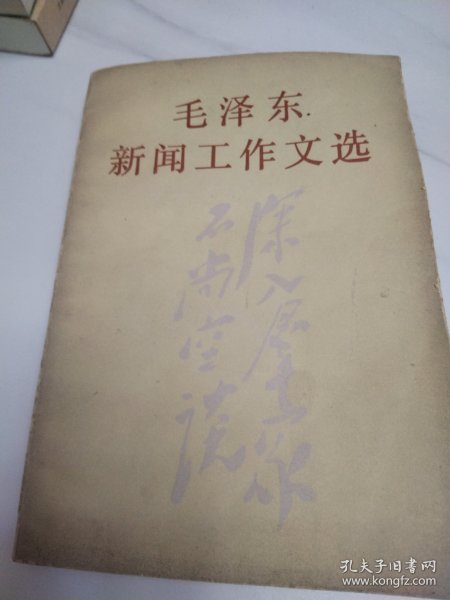 毛泽东
新闻工作文选
深入群众
不尚空谈
孔夫子旧书网
www.kongfz.com